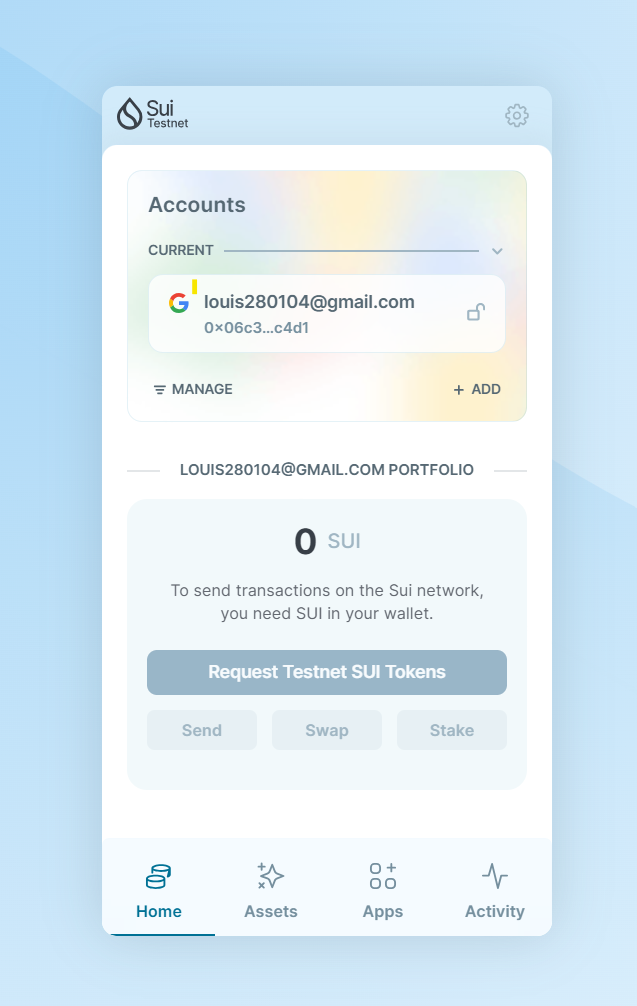 Sui
Testnet
Accounts
CURRENT
louis280104@gmail.com
0×06c3…c4d1
MANAGE
+ ADD
LOUIS280104@GMAIL.COM PORTFOLIO
0 SUI
To send transactions on the Sui network,
you need SUI in your wallet.
Request Testnet SUI Tokens
Send Swap Stake
Home Assets Apps Activity